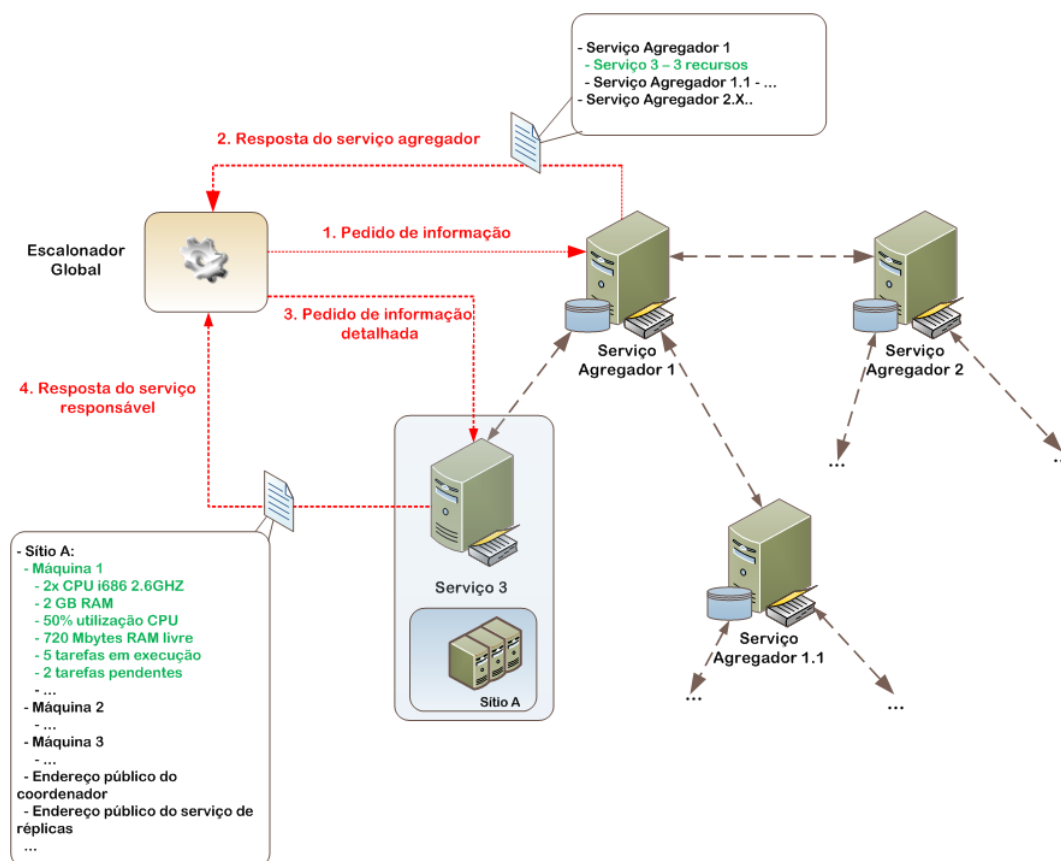 - Serviço Agregador 1
- Serviço 3 – 3 recursos
- Serviço Agregador 1.1 - ...
- Serviço Agregador 2.X..
2. Resposta do serviço agregador
1. Pedido de informação
Escalonador
Global
3. Pedido de informação
detalhada
Serviço
Agregador 1
Serviço
Agregador 2
4. Resposta do serviço
responsável
...
...
Serviço 3
Sítio A
Serviço
Agregador 1.1
...
...
- Sítio A:
- Máquina 1
- 2x CPU i686 2.6GHZ
- 2 GB RAM
- 50% utilização CPU
- 720 Mbytes RAM livre
- 5 tarefas em execução
- 2 tarefas pendentes
- ...
- Máquina 2
- ...
- Máquina 3
- ...
- Endereço público do
coordenador
- Endereço público do serviço de
réplicas
...